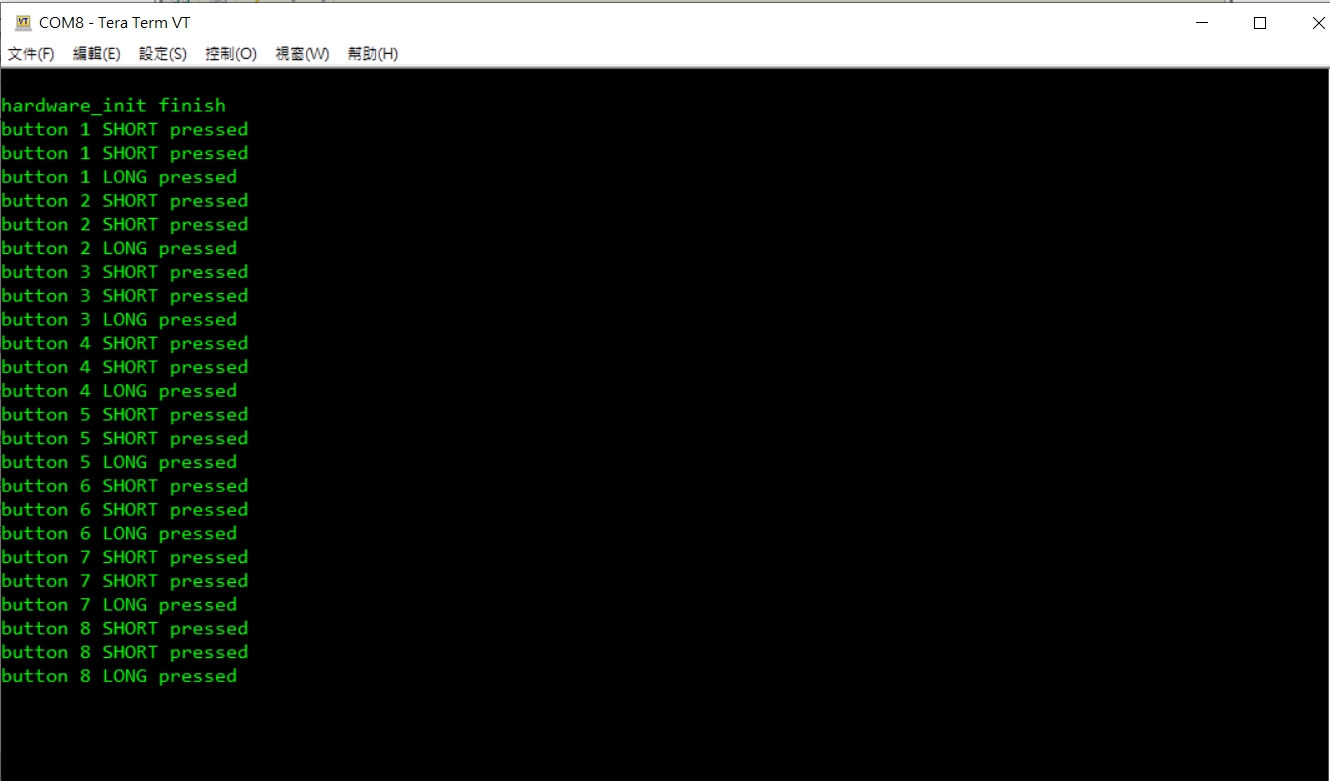 COM8 - Tera Term VT
文件(F) 編輯(E) 設定(S) 控制(O) 視窗(W) 幫助(H)
hardware_init finish
button 1 SHORT pressed
button 1 SHORT pressed
button 1 LONG pressed
button 2 SHORT pressed
button 2 SHORT pressed
button 2 LONG pressed
button 3 SHORT pressed
button 3 SHORT pressed
button 3 LONG pressed
button 4 SHORT pressed
button 4 SHORT pressed
button 4 LONG pressed
button 5 SHORT pressed
button 5 SHORT pressed
button 5 LONG pressed
button 6 SHORT pressed
button 6 SHORT pressed
button 6 LONG pressed
button 7 SHORT pressed
button 7 SHORT pressed
button 7 LONG pressed
button 8 SHORT pressed
button 8 SHORT pressed
button 8 LONG pressed